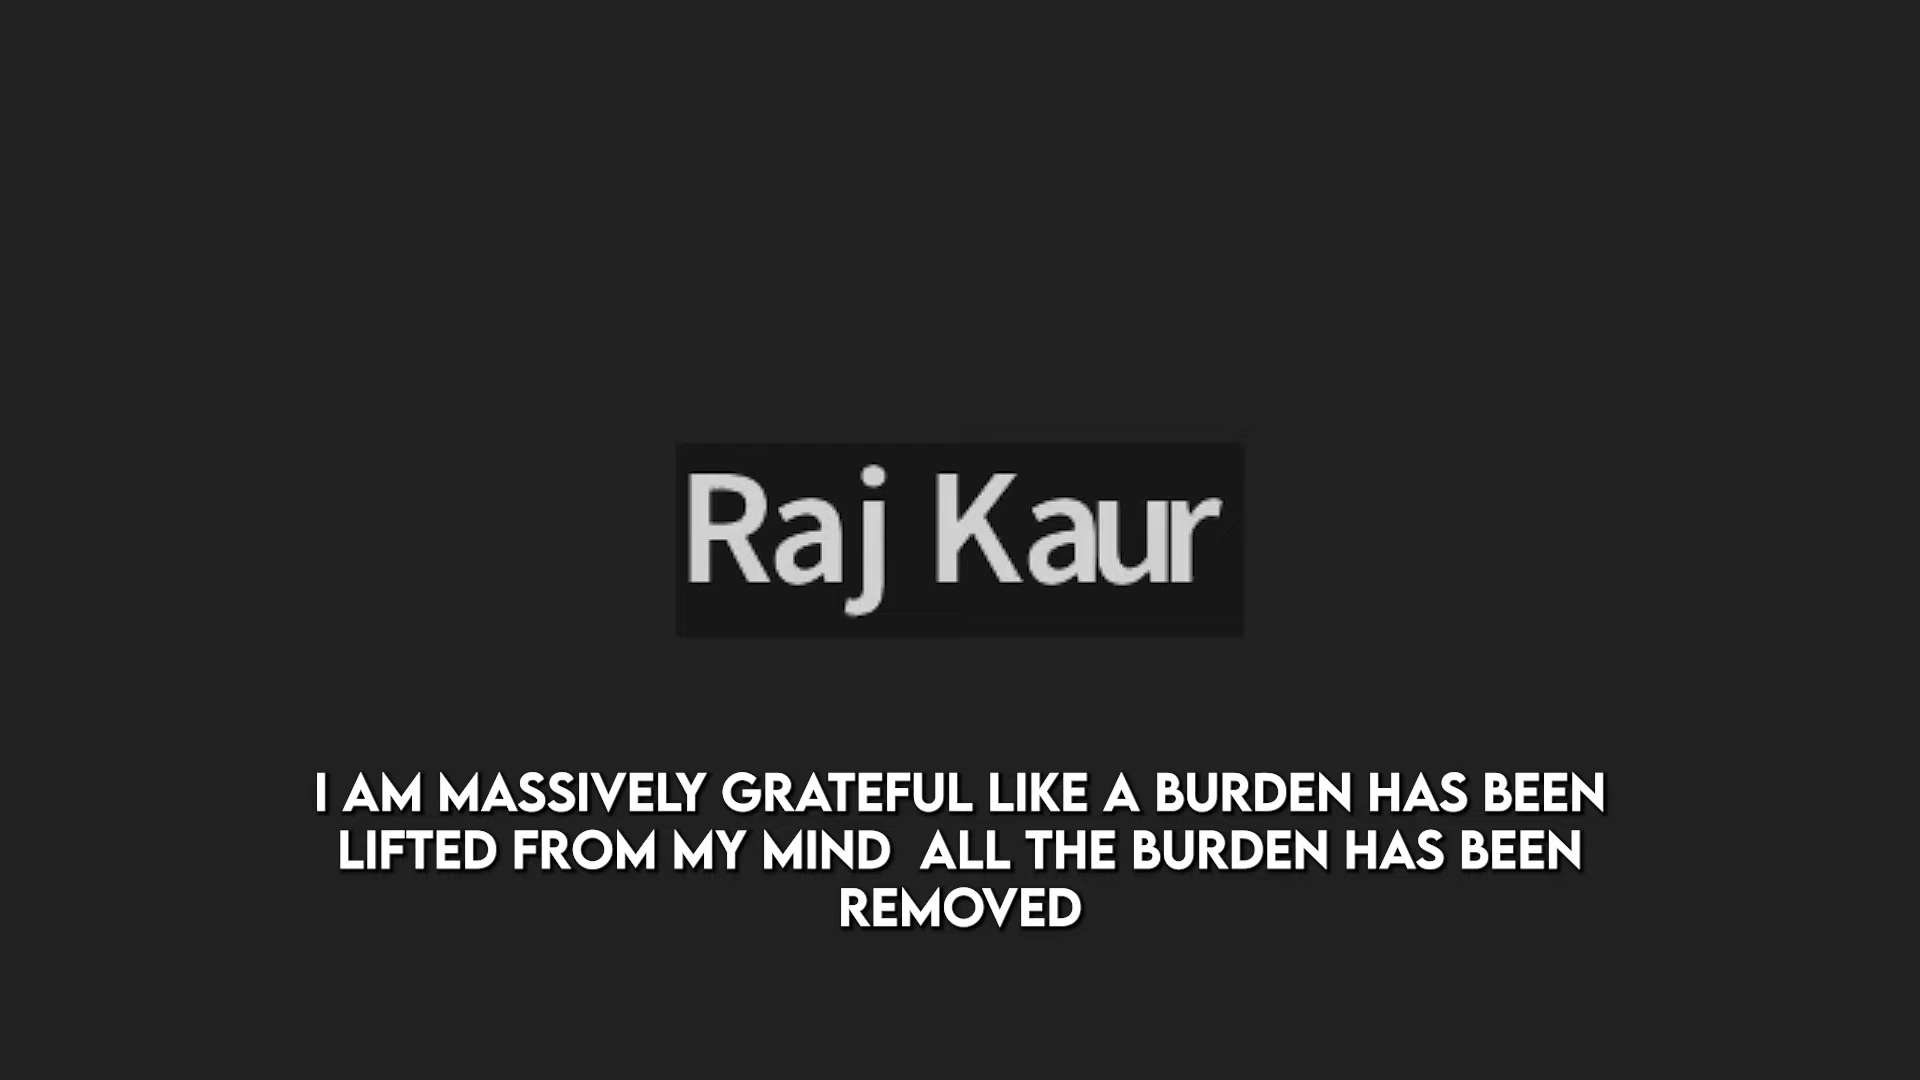 Raj Kaur
I AM MASSIVELY GRATEFUL LIKE A BURDEN HAS BEEN
LIFTED FROM MY MIND  ALL THE BURDEN HAS BEEN
REMOVED